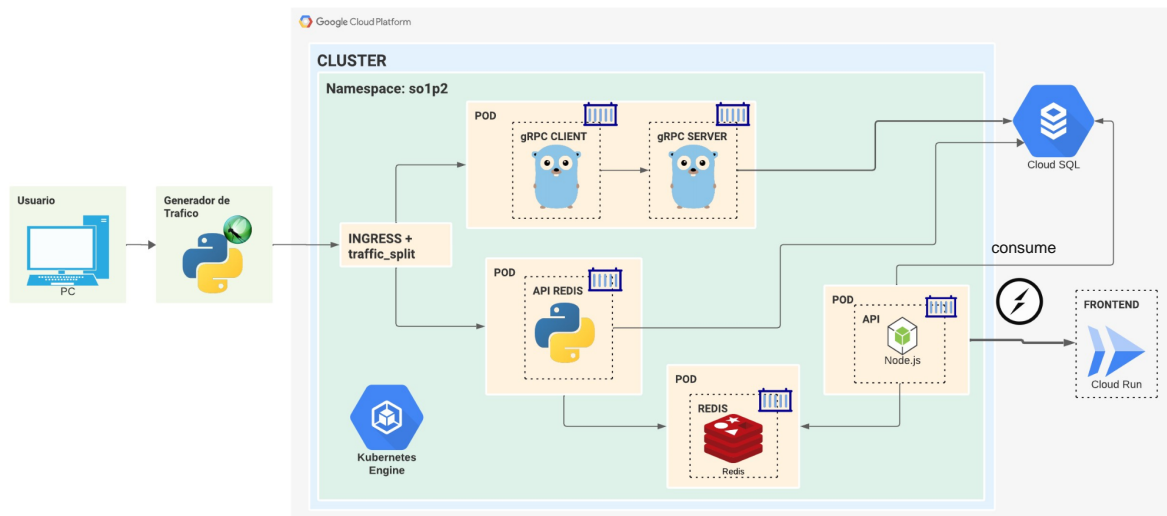 Google Cloud Platform
CLUSTER
Namespace: so1p2
POD
gRPC CLIENT
gRPC SERVER
Cloud SQL
Usuario
PC
Generador de
Trafico
INGRESS +
traffic_split
POD
API REDIS
consume
POD
API
Node.js
FRONTEND
Cloud Run
POD
REDIS
Redis
Kubernetes
Engine